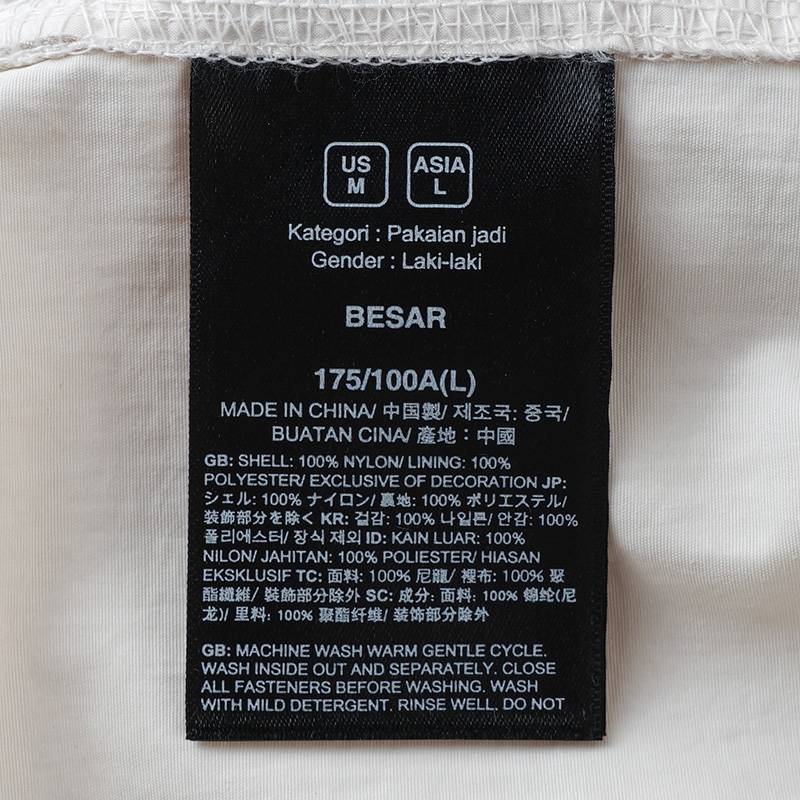 US
M
ASIA
L
Kategori : Pakaian jadi
Gender : Laki-laki
BESAR
175/100A(L)
MADE IN CHINA/ 中国製/ 제조국: 중국/
BUATAN CINA/ 產地：中國
GB: SHELL: 100% NYLON/ LINING: 100%
POLYESTER/ EXCLUSIVE OF DECORATION JP:
シェル: 100% ナイロン/ 裏地: 100% ポリエステル/
装飾部分を除く KR: 겉감: 100% 나일론/ 안감: 100%
폴리에스터/ 장식 제외 ID: KAIN LUAR: 100%
NILON/ JAHITAN: 100% POLIESTER/ HIASAN
EKSKLUSIF TC: 面料: 100% 尼龍/ 裡布: 100% 聚
酯纖維/ 裝飾部分除外 SC: 成分: 面料: 100% 锦纶(尼
龙)/ 里料: 100% 聚酯纤维/ 装饰部分除外
GB: MACHINE WASH WARM GENTLE CYCLE.
WASH INSIDE OUT AND SEPARATELY. CLOSE
ALL FASTENERS BEFORE WASHING. WASH
WITH MILD DETERGENT. RINSE WELL. DO NOT